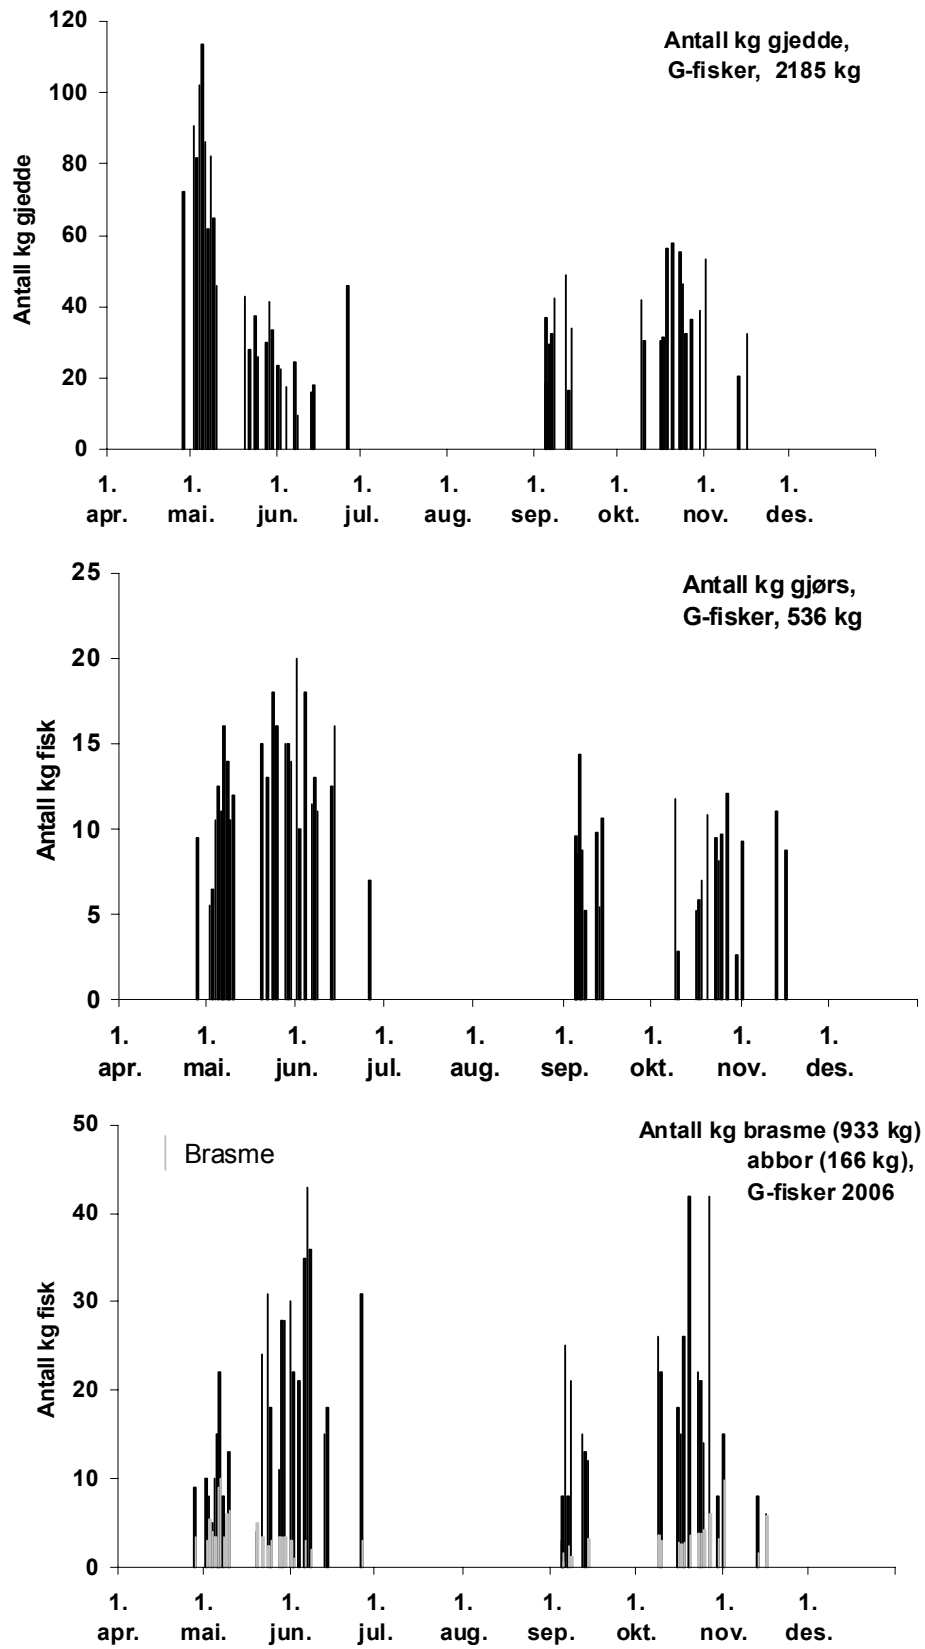 Antall kg gjedde,
G-fisker, 2185 kg
Antall kg gjedde
120
100
80
60
40
20
0
1. 1. 1. 1. 1. 1. 1. 1. 1.
apr. mai. jun. jul. aug. sep. okt. nov. des.
Antall kg gjørs,
G-fisker, 536 kg
Antall kg fisk
25
20
15
10
5
0
1. 1. 1. 1. 1. 1. 1. 1. 1.
apr. mai. jun. jul. aug. sep. okt. nov. des.
Antall kg brasme (933 kg)
abbor (166 kg),
G-fisker 2006
Brasme
Antall kg fisk
50
40
30
20
10
0
1. 1. 1. 1. 1. 1. 1. 1. 1.
apr. mai. jun. jul. aug. sep. okt. nov. des.